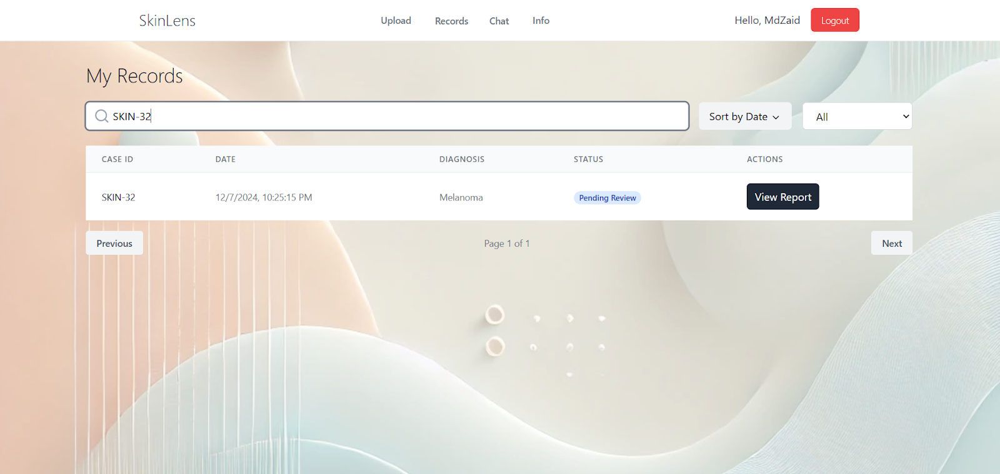 SkinLens Upload Records Chat Info Hello, MdZaid Logout
My Records
SKIN-32 Sort by Date All
CASE ID DATE DIAGNOSIS STATUS ACTIONS
SKIN-32 12/7/2024, 10:25:15 PM Melanoma Pending Review View Report
Previous Page 1 of 1 Next